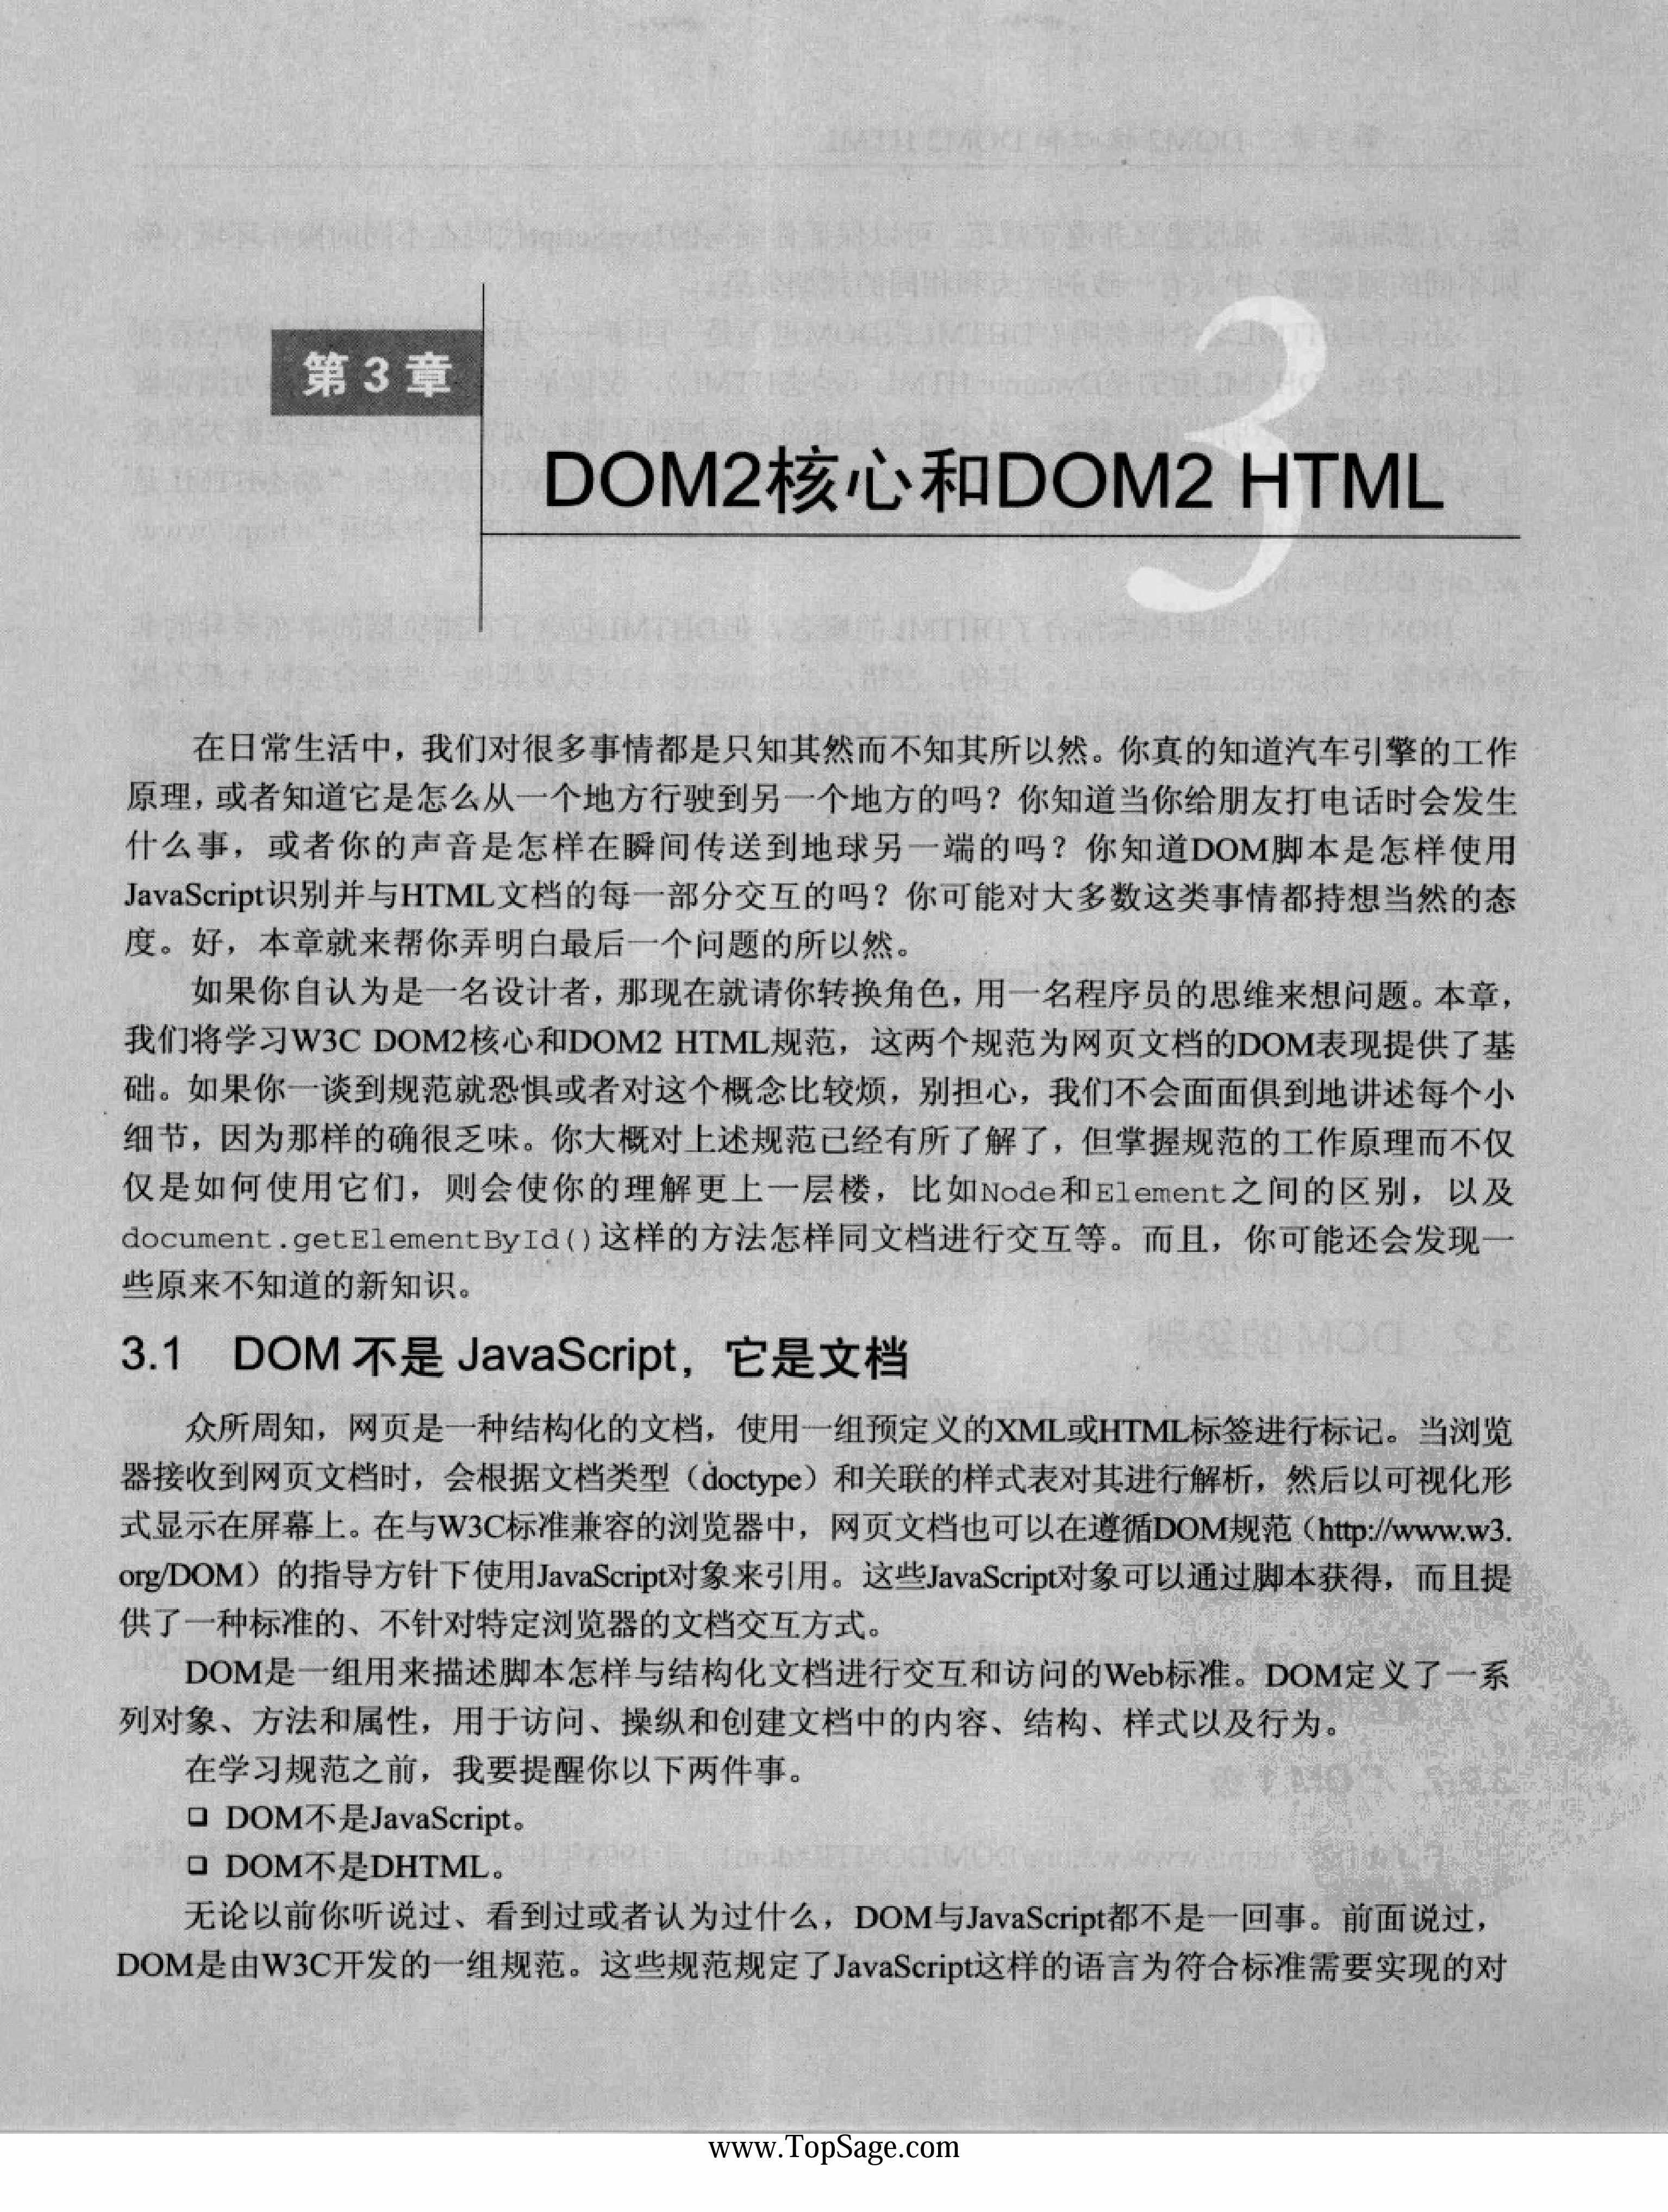 第3章
3
DOM2核心和DOM2 HTML
在日常生活中，我们对很多事情都是只知其然而不知其所以然。你真的知道汽车引擎的工作
原理，或者知道它是怎么从一个地方行驶到另一个地方的吗？你知道当你给朋友打电话时会发生
什么事，或者你的声音是怎样在瞬间传送到地球另一端的吗？你知道DOM脚本是怎样使用
JavaScript识别并与HTML文档的每一部分交互的吗？你可能对大多数这类事情都持想当然的态
度。好，本章就来帮你弄明白最后一个问题的所以然。
如果你自认为是一名设计者，那现在就请你转换角色，用一名程序员的思维来想问题。本章，
我们将学习W3C DOM2核心和DOM2 HTML规范，这两个规范为网页文档的DOM表现提供了基
础。如果你一谈到规范就恐惧或者对这个概念比较烦，别担心，我们不会面面俱到地讲述每个小
细节，因为那样的确很乏味。你大概对上述规范已经有所了解了，但掌握规范的工作原理而不仅
仅是如何使用它们，则会使你的理解更上一层楼，比如Node和Element之间的区别，以及
document.getElementById()这样的方法怎样同文档进行交互等。而且，你可能还会发现一
些原来不知道的新知识。
3.1 DOM 不是 JavaScript，它是文档
众所周知，网页是一种结构化的文档，使用一组预定义的XML或HTML标签进行标记。当浏览
器接收到网页文档时，会根据文档类型（doctype）和关联的样式表对其进行解析，然后以可视化形
式显示在屏幕上。在与W3C标准兼容的浏览器中，网页文档也可以在遵循DOM规范（http://www.w3.
org/DOM）的指导方针下使用JavaScript对象来引用。这些JavaScript对象可以通过脚本获得，而且提
供了一种标准的、不针对特定浏览器的文档交互方式。
DOM是一组用来描述脚本怎样与结构化文档进行交互和访问的Web标准。DOM定义了一系
列对象、方法和属性，用于访问、操纵和创建文档中的内容、结构、样式以及行为。
在学习规范之前，我要提醒你以下两件事。
❑ DOM不是JavaScript。
❑ DOM不是DHTML。
无论以前你听说过、看到过或者认为过什么，DOM与JavaScript都不是一回事。前面说过，
DOM是由W3C开发的一组规范。这些规范规定了JavaScript这样的语言为符合标准需要实现的对
www.TopSage.com